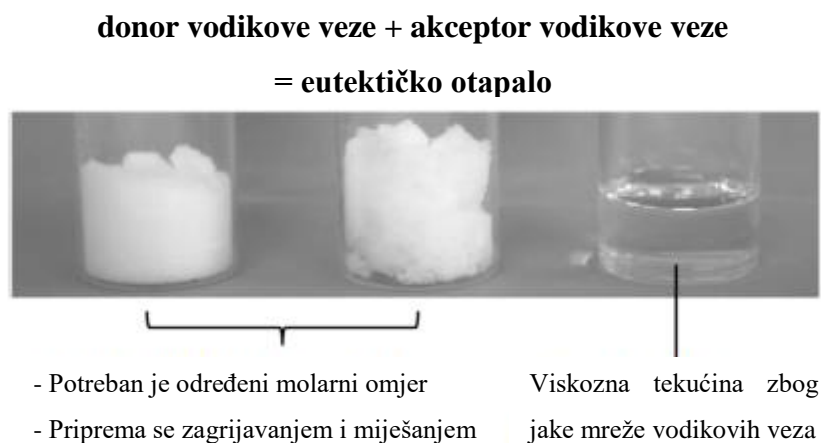 donor vodikove veze + akceptor vodikove veze
= eutektičko otapalo
- Potreban je određeni molarni omjer
- Priprema se zagrijavanjem i miješanjem
Viskozna tekućina zbog
jake mreže vodikovih veza